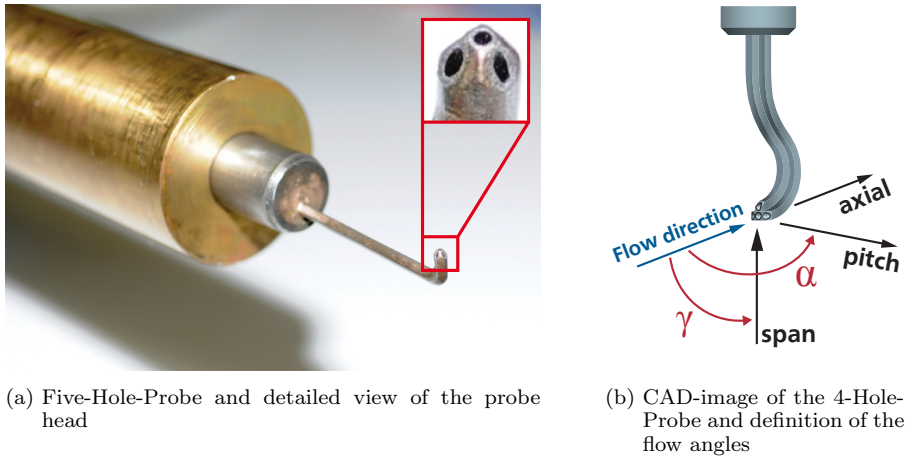 Flow direction
axial
pitch
α
γ
span
(a) Five-Hole-Probe and detailed view of the probe
head
(b) CAD-image of the 4-Hole-
Probe and definition of the
flow angles